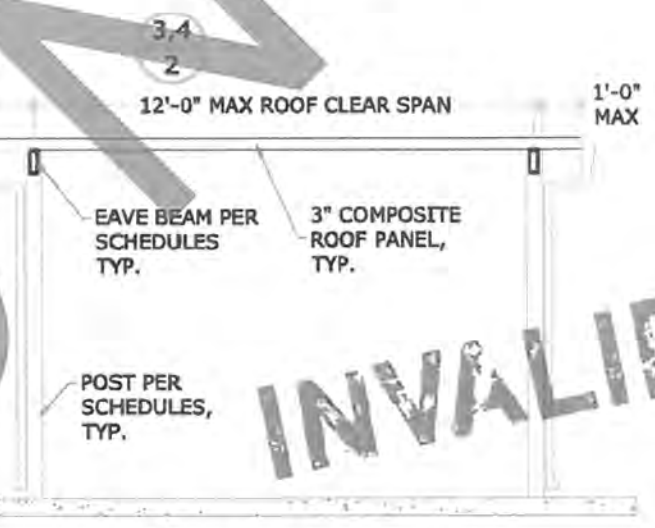 3,4
2
12'-0" MAX ROOF CLEAR SPAN
1'-0"
MAX
EAVE BEAM PER
SCHEDULES
TYP.
3" COMPOSITE
ROOF PANEL,
TYP.
POST PER
SCHEDULES,
TYP.
INVALI